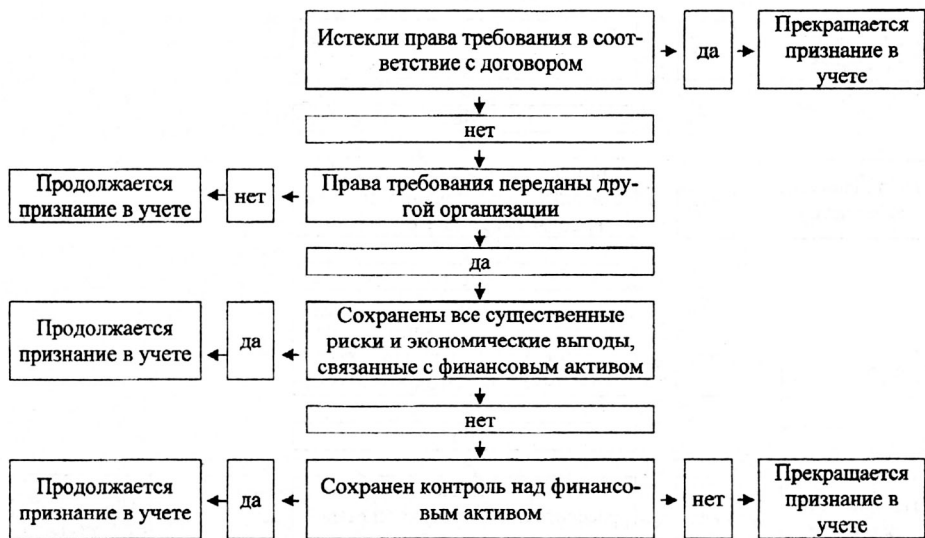 Истекли права требования в соот-
ветствие с договором
да
Прекращается
признание в
учете
нет
Продолжается
признание в учете
нет
Права требования переданы дру-
гой организации
да
Продолжается
признание в учете
да
Сохранены все существенные
риски и экономические выгоды,
связанные с финансовым активом
нет
Продолжается
признание в учете
да
Сохранен контроль над финансо-
вым активом
нет
Прекращается
признание в
учете